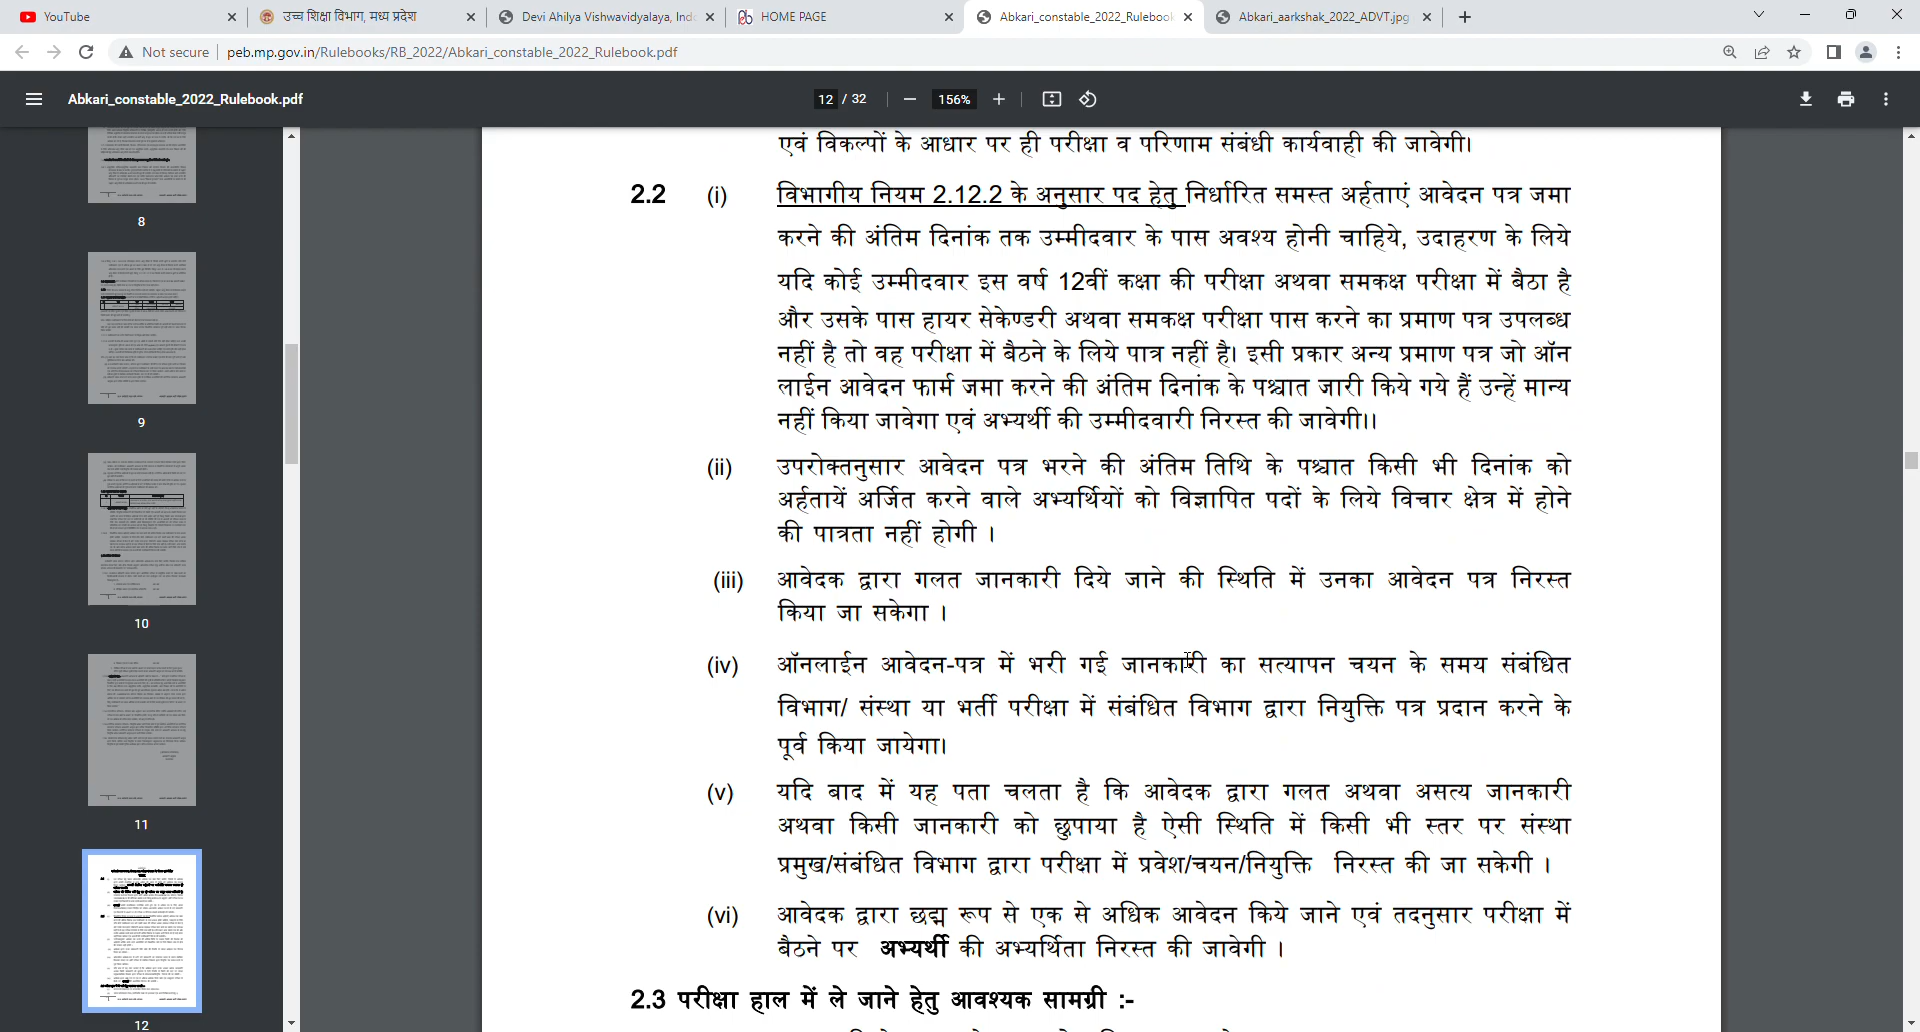 YouTube
उच्च शिक्षा विभाग, मध्य प्रदेश
Devi Ahilya Vishwavidyalaya, Ind
HOME PAGE
Abkari_constable_2022_Rulebook
Abkari_aarkshak_2022_ADVT.jpg
Not secure
peb.mp.gov.in/Rulebooks/RB_2022/Abkari_constable_2022_Rulebook.pdf
Abkari_constable_2022_Rulebook.pdf
12 / 32
156%
8
9
10
11
12
एवं विकल्पों के आधार पर ही परीक्षा व परिणाम संबंधी कार्यवाही की जावेगी।
2.2 (i) विभागीय नियम 2.12.2 के अनुसार पद हेतु निर्धारित समस्त अर्हताएं आवेदन पत्र जमा
करने की अंतिम दिनांक तक उम्मीदवार के पास अवश्य होनी चाहिये, उदाहरण के लिये
यदि कोई उम्मीदवार इस वर्ष 12वीं कक्षा की परीक्षा अथवा समकक्ष परीक्षा में बैठा है
और उसके पास हायर सेकेण्डरी अथवा समकक्ष परीक्षा पास करने का प्रमाण पत्र उपलब्ध
नहीं है तो वह परीक्षा में बैठने के लिये पात्र नहीं है। इसी प्रकार अन्य प्रमाण पत्र जो ऑन
लाईन आवेदन फार्म जमा करने की अंतिम दिनांक के पश्चात जारी किये गये हैं उन्हें मान्य
नहीं किया जावेगा एवं अभ्यर्थी की उम्मीदवारी निरस्त की जावेगी।।
(ii) उपरोक्तनुसार आवेदन पत्र भरने की अंतिम तिथि के पश्चात किसी भी दिनांक को
अर्हतायें अर्जित करने वाले अभ्यर्थियों को विज्ञापित पदों के लिये विचार क्षेत्र में होने
की पात्रता नहीं होगी ।
(iii) आवेदक द्वारा गलत जानकारी दिये जाने की स्थिति में उनका आवेदन पत्र निरस्त
किया जा सकेगा ।
(iv) ऑनलाईन आवेदन-पत्र में भरी गई जानकारी का सत्यापन चयन के समय संबंधित
विभाग/ संस्था या भर्ती परीक्षा में संबंधित विभाग द्वारा नियुक्ति पत्र प्रदान करने के
पूर्व किया जायेगा।
(v) यदि बाद में यह पता चलता है कि आवेदक द्वारा गलत अथवा असत्य जानकारी
अथवा किसी जानकारी को छुपाया है ऐसी स्थिति में किसी भी स्तर पर संस्था
प्रमुख/संबंधित विभाग द्वारा परीक्षा में प्रवेश/चयन/नियुक्ति निरस्त की जा सकेगी ।
(vi) आवेदक द्वारा छद्म रूप से एक से अधिक आवेदन किये जाने एवं तदनुसार परीक्षा में
बैठने पर अभ्यर्थी की अभ्यर्थिता निरस्त की जावेगी ।
2.3 परीक्षा हाल में ले जाने हेतु आवश्यक सामग्री :-